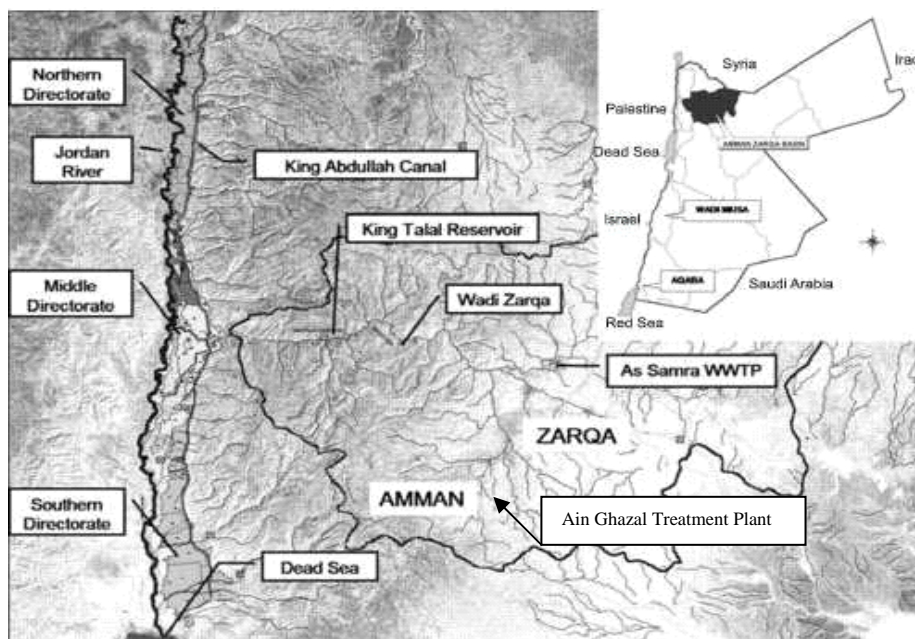 Northern
Directorate
Jordan
River
King Abdullah Canal
King Talal Reservoir
Middle
Directorate
Wadi Zarqa
As Samra WWTP
ZARQA
AMMAN
Ain Ghazal Treatment Plant
Southern
Directorate
Dead Sea
Syria
Iraq
Palestine
AMMAN ZARQA BASIN
Dead Sea
WADI MUSA
Israel
AQABA
Saudi Arabia
Red Sea